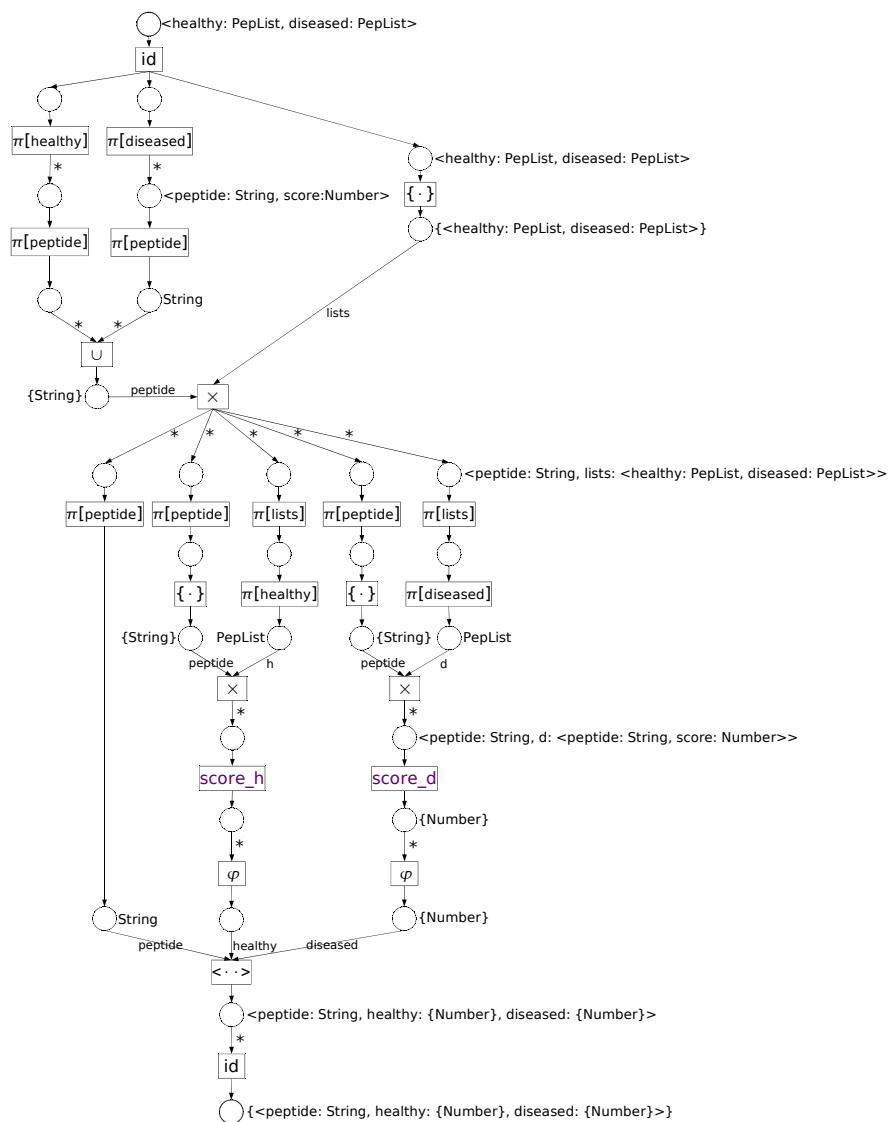 <healthy: PepList, diseased: PepList>
id
π[healthy]
π[diseased]
<healthy: PepList, diseased: PepList>
* *
<peptide: String, score:Number>
{·}
π[peptide]
π[peptide]
{<healthy: PepList, diseased: PepList>}
String
lists
* *
∪
{String}
peptide
×
* * * * *
<peptide: String, lists: <healthy: PepList, diseased: PepList>>
π[peptide]
π[peptide]
π[lists]
π[peptide]
π[lists]
{·}
π[healthy]
{·}
π[diseased]
{String}
PepList
{String}
PepList
peptide
h
peptide
d
×
×
* *
<peptide: String, d: <peptide: String, score: Number>>
score_h
score_d
{Number}
* *
φ
φ
String
{Number}
peptide
healthy
diseased
<··>
<peptide: String, healthy: {Number}, diseased: {Number}>
*
id
{<peptide: String, healthy: {Number}, diseased: {Number}>}